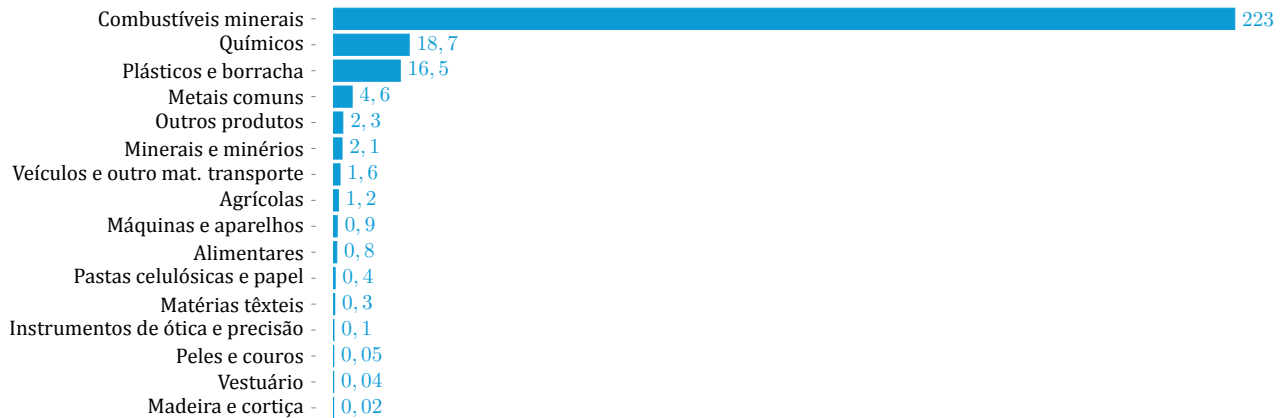 Combustíveis minerais - 223
Químicos - 18, 7
Plásticos e borracha - 16, 5
Metais comuns - 4, 6
Outros produtos - 2, 3
Minerais e minérios - 2, 1
Veículos e outro mat. transporte - 1, 6
Agrícolas - 1, 2
Máquinas e aparelhos - 0, 9
Alimentares - 0, 8
Pastas celulósicas e papel - 0, 4
Matérias têxteis - 0, 3
Instrumentos de ótica e precisão - 0, 1
Peles e couros - 0, 05
Vestuário - 0, 04
Madeira e cortiça - 0, 02